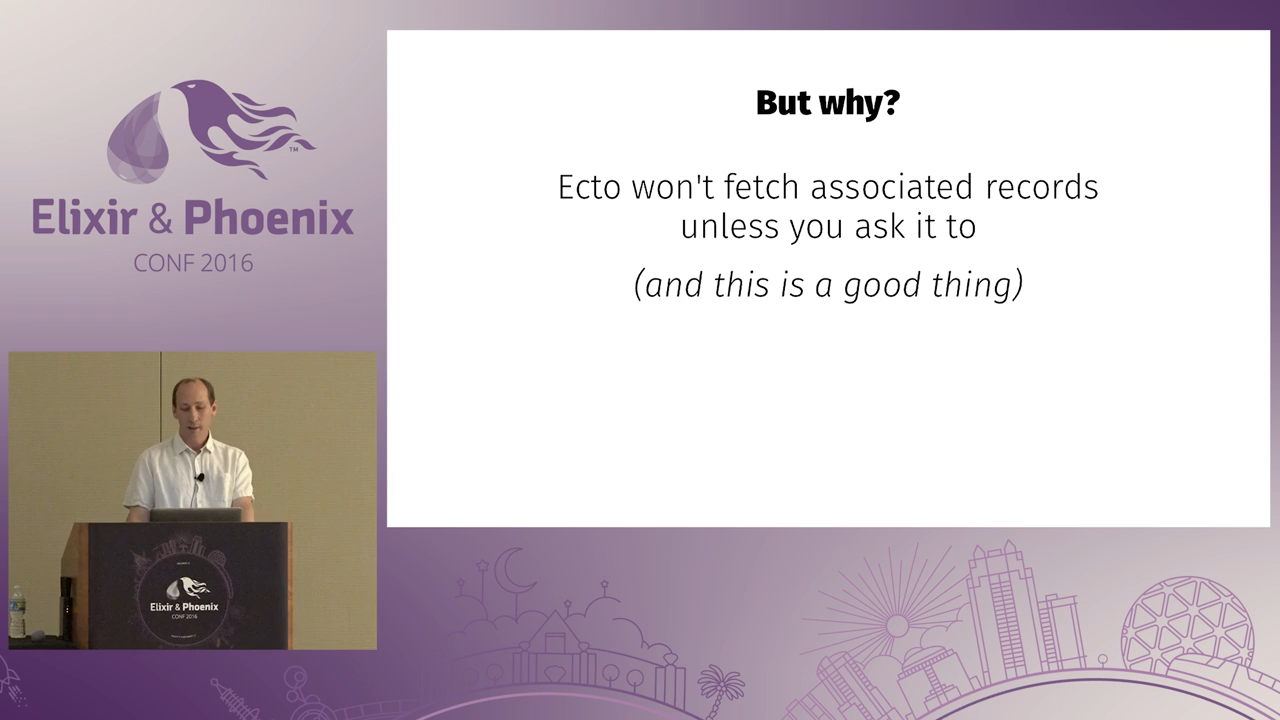 Elixir & Phoenix
CONF 2016
TM
But why?
Ecto won't fetch associated records
unless you ask it to
(and this is a good thing)
Elixir & Phoenix
CONF 2016